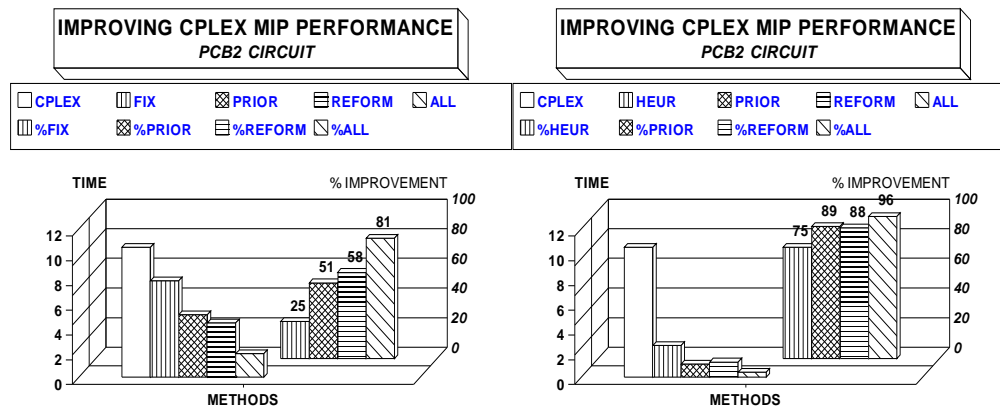 IMPROVING CPLEX MIP PERFORMANCE
PCB2 CIRCUIT
CPLEX FIX PRIOR REFORM ALL
%FIX %PRIOR %REFORM %ALL
TIME % IMPROVEMENT
100
80
60
40
20
0
12
10
8
6
4
2
0
25
51
58
81
METHODS
IMPROVING CPLEX MIP PERFORMANCE
PCB2 CIRCUIT
CPLEX HEUR PRIOR REFORM ALL
%HEUR %PRIOR %REFORM %ALL
TIME % IMPROVEMENT
100
80
60
40
20
0
12
10
8
6
4
2
0
75
89
88
96
METHODS